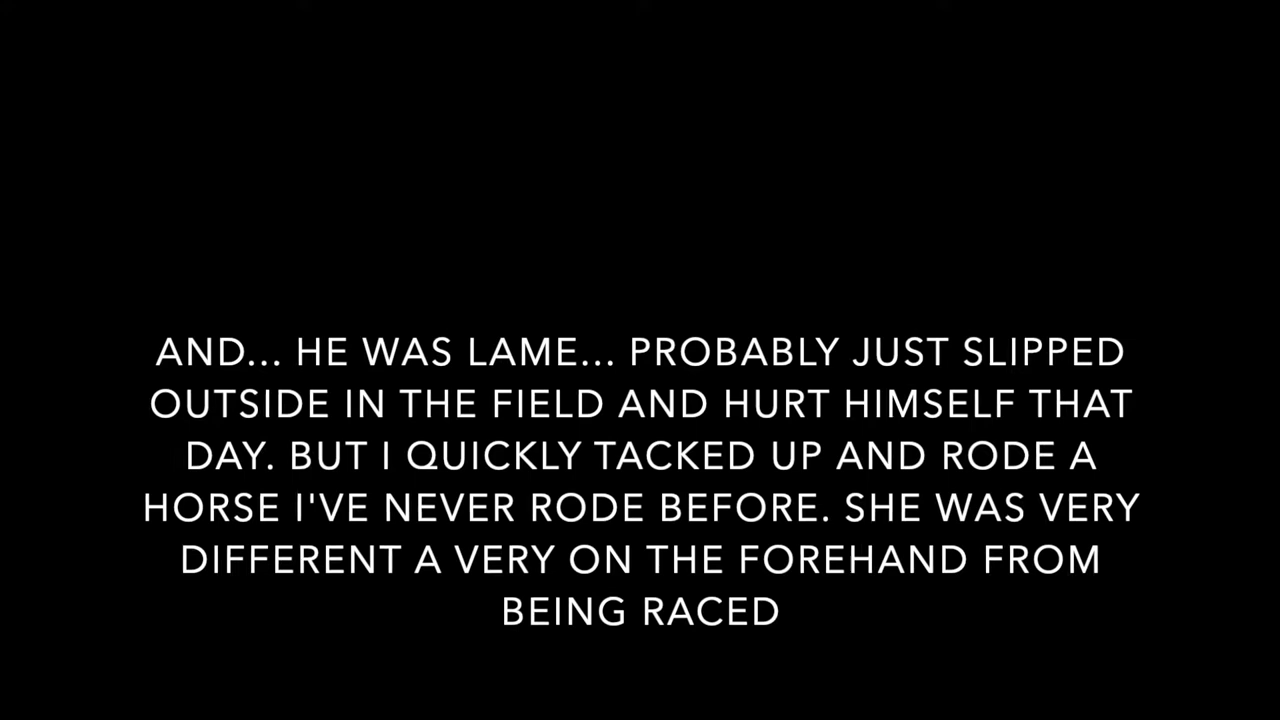 AND... HE WAS LAME... PROBABLY JUST SLIPPED
OUTSIDE IN THE FIELD AND HURT HIMSELF THAT
DAY. BUT I QUICKLY TACKED UP AND RODE A
HORSE I'VE NEVER RODE BEFORE. SHE WAS VERY
DIFFERENT A VERY ON THE FOREHAND FROM
BEING RACED